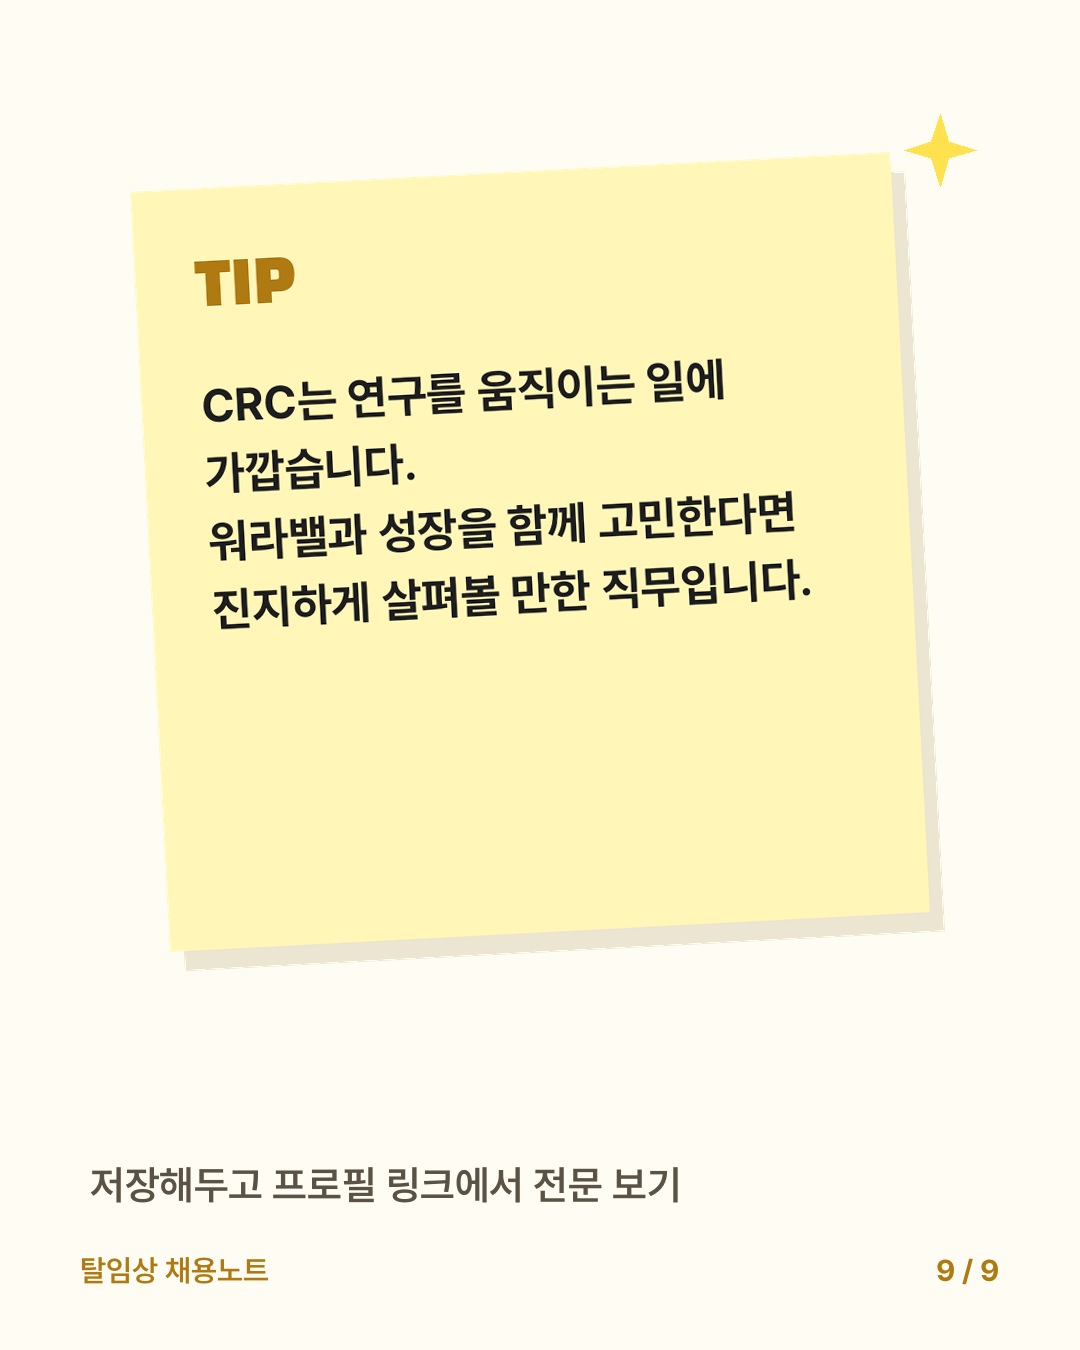 TIP
CRC는 연구를 움직이는 일에
가깝습니다.
워라밸과 성장을 함께 고민한다면
진지하게 살펴볼 만한 직무입니다.
저장해두고 프로필 링크에서 전문 보기
탈임상 채용노트
9 / 9